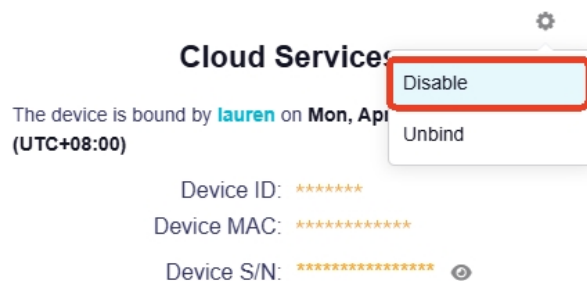 Cloud Services
Disable
The device is bound by lauren on Mon, Apr
Unbind
(UTC+08:00)
Device ID: *******
Device MAC: ************
Device S/N: ****************